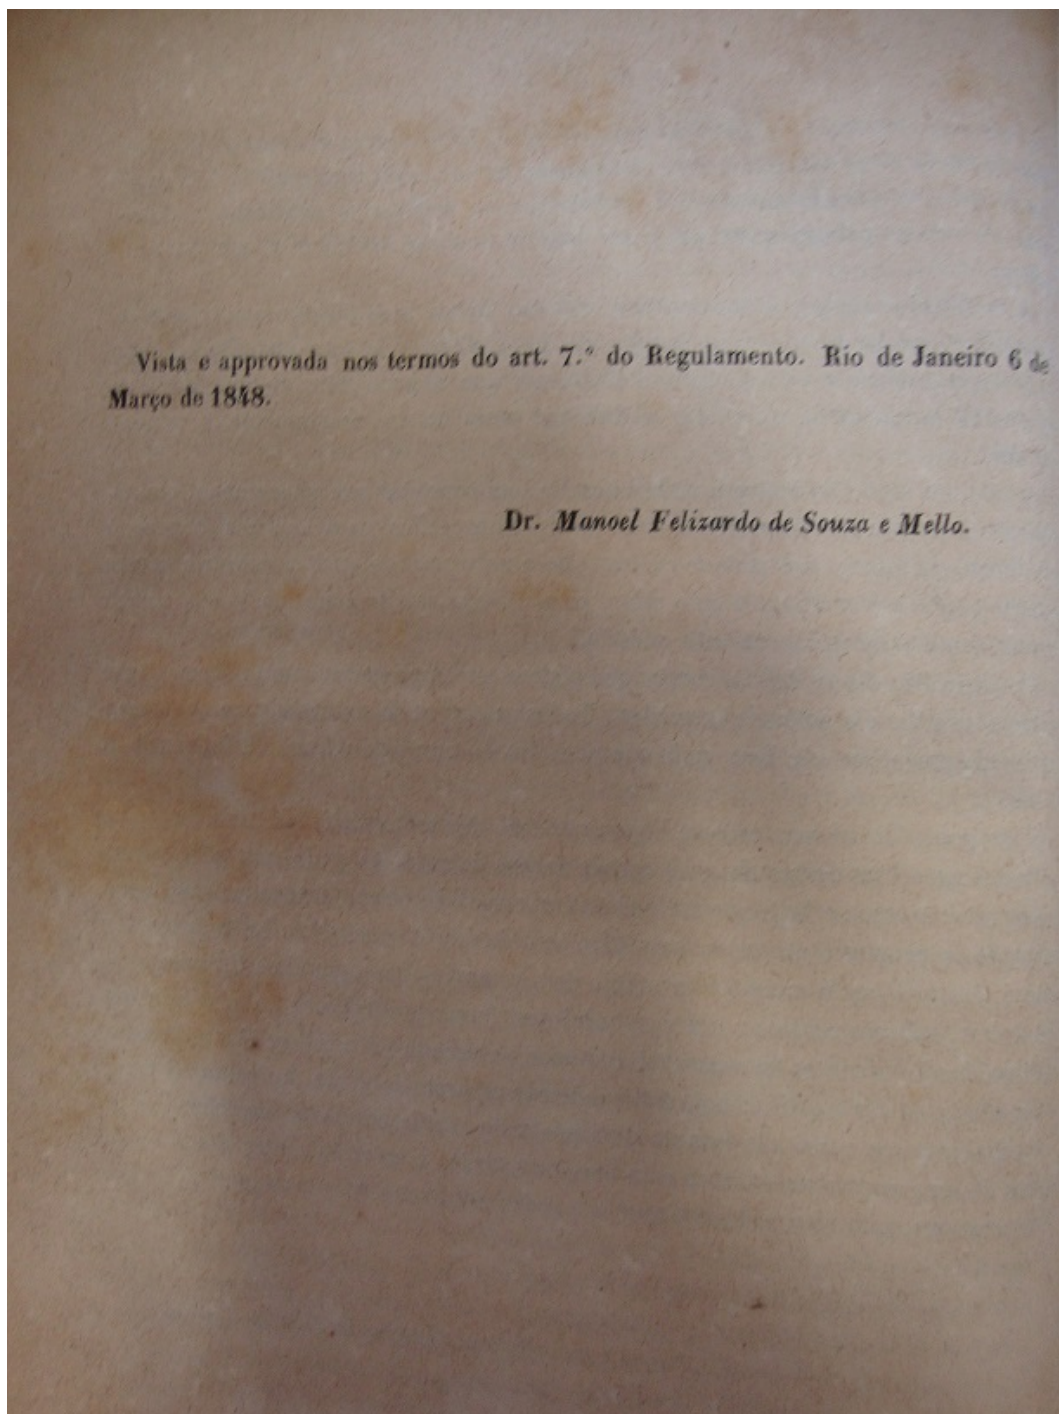 Vista e approvada nos termos do art. 7.º do Regulamento. Rio de Janeiro 6 de
Março de 1848.
Dr. Manoel Felizardo de Souza e Mello.